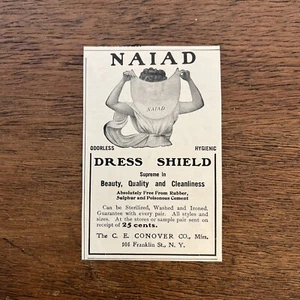 NAIAD
NAIAD
ODORLESS HYGIENIC
DRESS SHIELD
Supreme in
Beauty, Quality and Cleanliness
Absolutely Free From Rubber,
Sulphur and Poisonous Cement
Can be Sterilized, Washed and Ironed.
Guarantee with every pair. All styles and
sizes. At the stores or sample pair sent on
receipt of 25 cents.
The C. E. CONOVER CO., Mfrs.
101 Franklin St., N. Y.